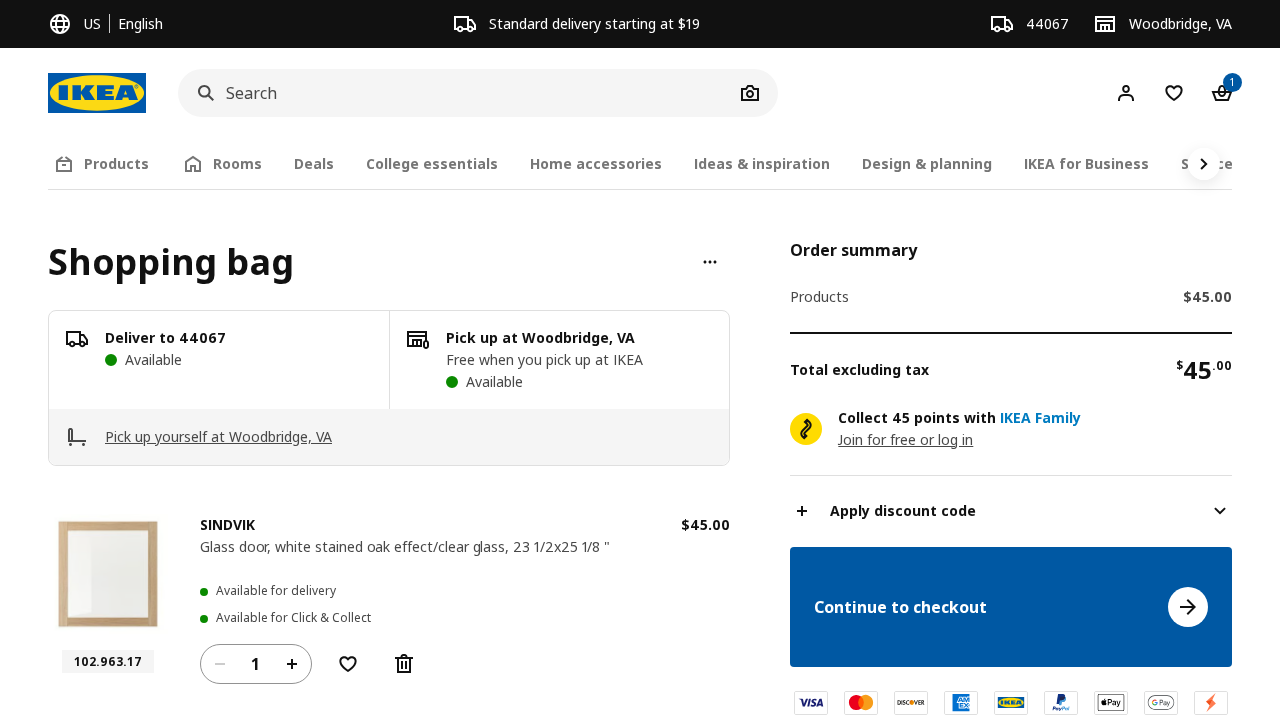 US | English
Standard delivery starting at $19
44067
Woodbridge, VA
IKEA
Search
1
Products
Rooms
Deals
College essentials
Home accessories
Ideas & inspiration
Design & planning
IKEA for Business
Shopping bag
Deliver to 44067
Available
Pick up at Woodbridge, VA
Free when you pick up at IKEA
Available
Pick up yourself at Woodbridge, VA
SINDVIK
$45.00
Glass door, white stained oak effect/clear glass, 23 1/2x25 1/8 "
Available for delivery
Available for Click & Collect
102.963.17
1
Order summary
Products
$45.00
Total excluding tax
$45.00
Collect 45 points with IKEA Family
Join for free or log in
Apply discount code
Continue to checkout
VISA
DISCOVER
AMEX
IKEA
PayPal
Pay
G Pay